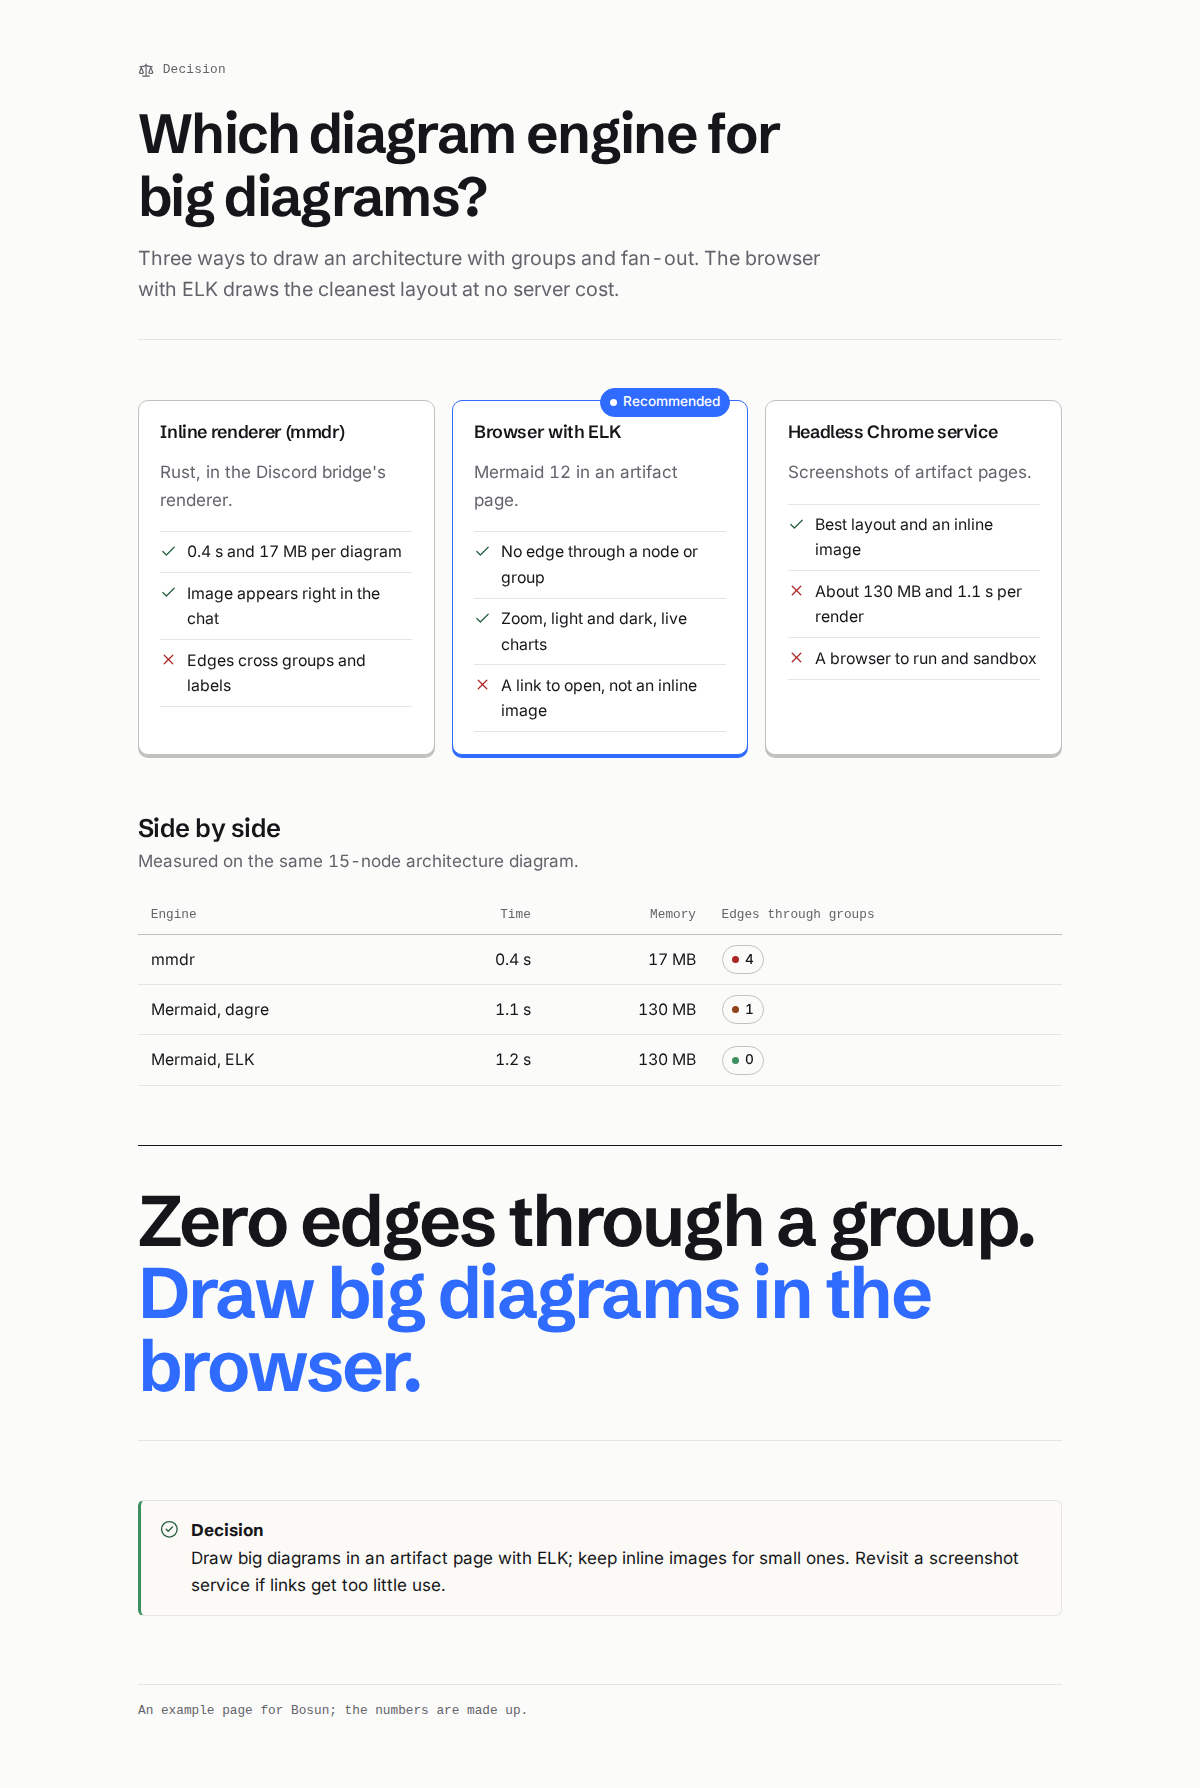 Decision
Which diagram engine for
big diagrams?
Three ways to draw an architecture with groups and fan-out. The browser
with ELK draws the cleanest layout at no server cost.
Inline renderer (mmdr)
Rust, in the Discord bridge's
renderer.
0.4 s and 17 MB per diagram
Image appears right in the
chat
Edges cross groups and
labels
Recommended
Browser with ELK
Mermaid 12 in an artifact
page.
No edge through a node or
group
Zoom, light and dark, live
charts
A link to open, not an inline
image
Headless Chrome service
Screenshots of artifact pages.
Best layout and an inline
image
About 130 MB and 1.1 s per
render
A browser to run and sandbox
Side by side
Measured on the same 15-node architecture diagram.
Engine Time Memory Edges through groups
mmdr 0.4 s 17 MB 4
Mermaid, dagre 1.1 s 130 MB 1
Mermaid, ELK 1.2 s 130 MB 0
Zero edges through a group.
Draw big diagrams in the
browser.
Decision
Draw big diagrams in an artifact page with ELK; keep inline images for small ones. Revisit a screenshot
service if links get too little use.
An example page for Bosun; the numbers are made up.